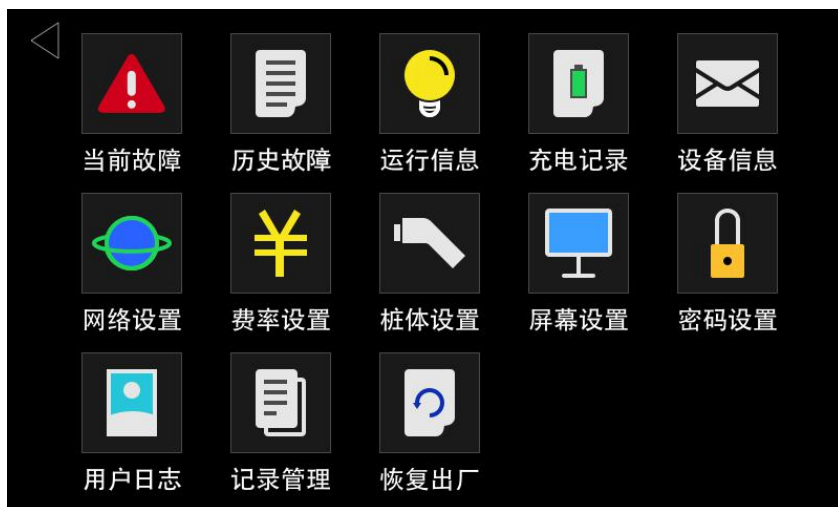 当前故障 历史故障 运行信息 充电记录 设备信息
网络设置 费率设置 桩体设置 屏幕设置 密码设置
用户日志 记录管理 恢复出厂